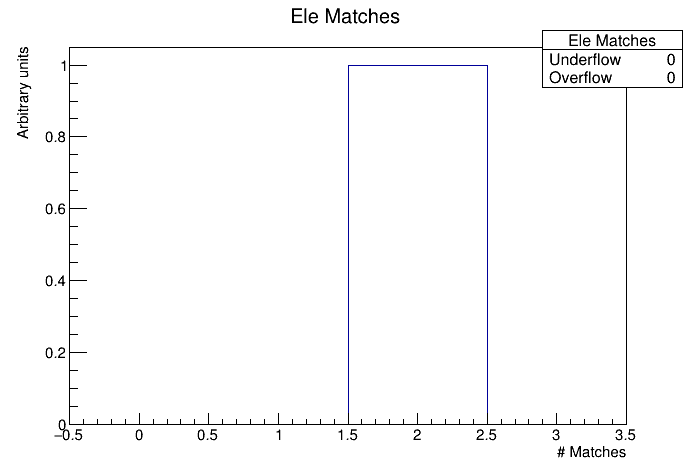 Ele Matches
Arbitrary units
Ele Matches
Underflow 0
Overflow 0
1
0.8
0.6
0.4
0.2
0
−0.5 0 0.5 1 1.5 2 2.5 3 3.5
# Matches